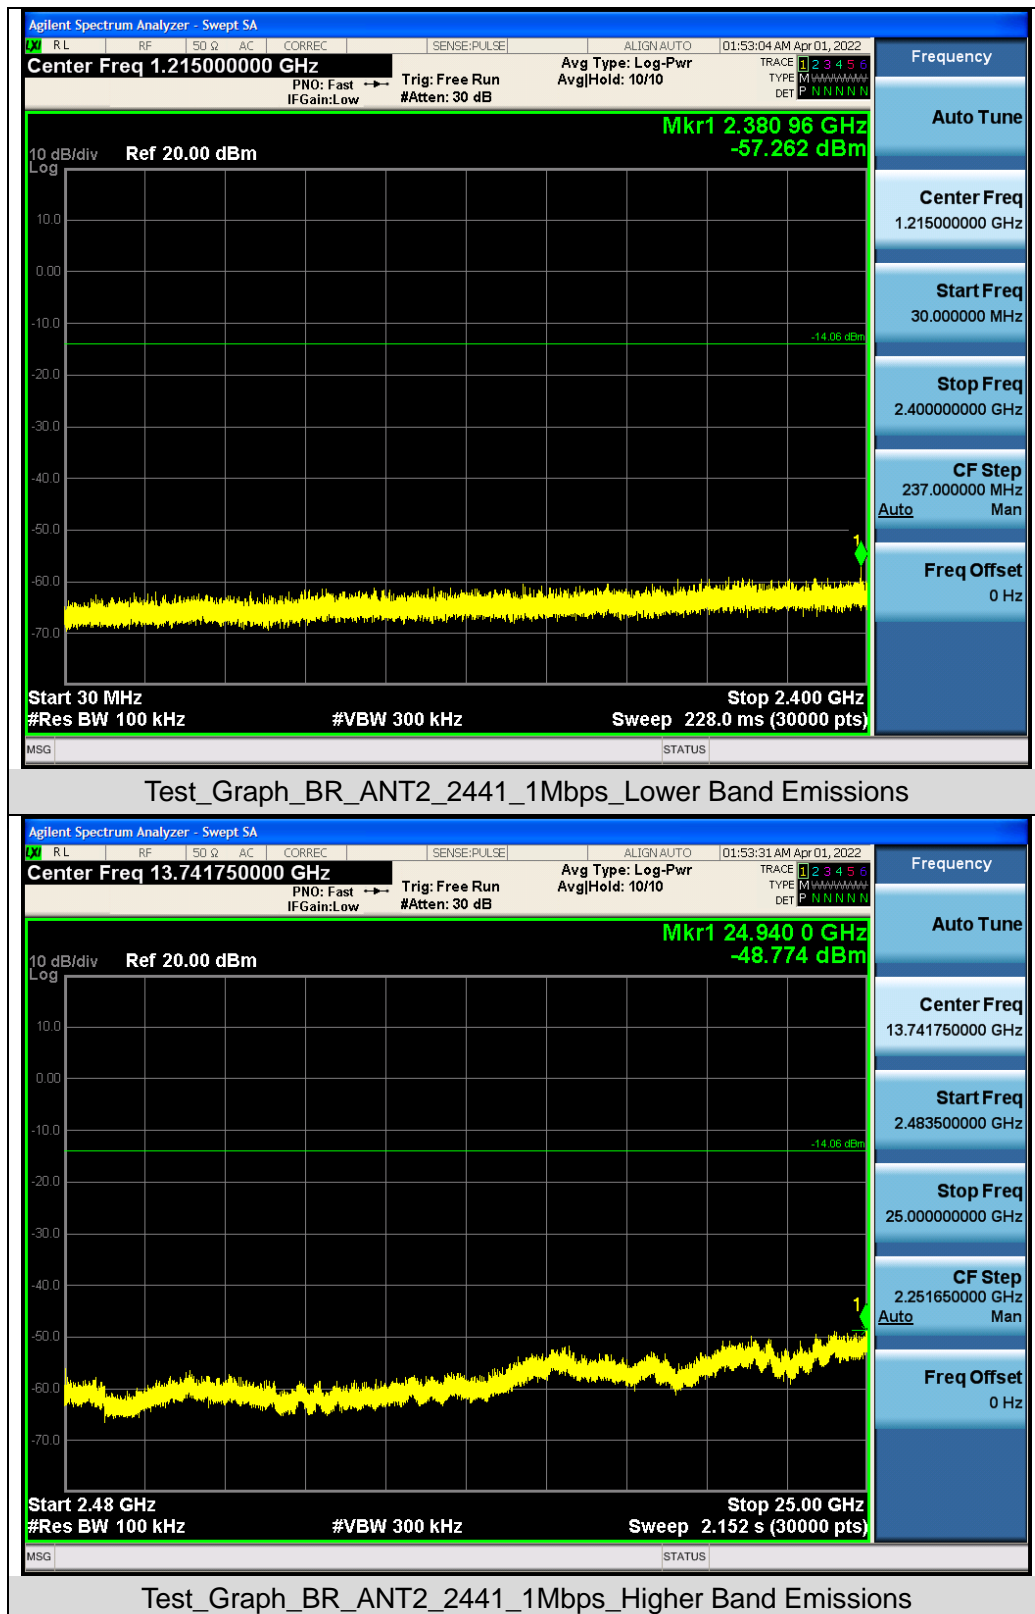 Agilent Spectrum Analyzer - Swept SA
LXI RL RF 50 Ω AC CORREC SENSE:PULSE ALIGN AUTO 01:53:04 AM Apr 01, 2022
Center Freq 1.215000000 GHz
PNO: Fast
IFGain:Low
Trig: Free Run
#Atten: 30 dB
Avg Type: Log-Pwr
Avg|Hold: 10/10
TRACE 1 2 3 4 5 6
TYPE M
DET P N N N N N
Mkr1 2.380 96 GHz
-57.262 dBm
10 dB/div Ref 20.00 dBm
Log
10.0
0.00
-10.0
-14.06 dBm
-20.0
-30.0
-40.0
-50.0
1
-60.0
-70.0
Start 30 MHz Stop 2.400 GHz
#Res BW 100 kHz #VBW 300 kHz Sweep 228.0 ms (30000 pts)
MSG STATUS
Frequency
Auto Tune
Center Freq
1.215000000 GHz
Start Freq
30.000000 MHz
Stop Freq
2.400000000 GHz
CF Step
237.000000 MHz
Auto Man
Freq Offset
0 Hz
Test_Graph_BR_ANT2_2441_1Mbps_Lower Band Emissions
Agilent Spectrum Analyzer - Swept SA
LXI RL RF 50 Ω AC CORREC SENSE:PULSE ALIGN AUTO 01:53:31 AM Apr 01, 2022
Center Freq 13.741750000 GHz
PNO: Fast
IFGain:Low
Trig: Free Run
#Atten: 30 dB
Avg Type: Log-Pwr
Avg|Hold: 10/10
TRACE 1 2 3 4 5 6
TYPE M
DET P N N N N N
Mkr1 24.940 0 GHz
-48.774 dBm
10 dB/div Ref 20.00 dBm
Log
10.0
0.00
-10.0
-14.06 dBm
-20.0
-30.0
-40.0
1
-50.0
-60.0
-70.0
Start 2.48 GHz Stop 25.00 GHz
#Res BW 100 kHz #VBW 300 kHz Sweep 2.152 s (30000 pts)
MSG STATUS
Frequency
Auto Tune
Center Freq
13.741750000 GHz
Start Freq
2.483500000 GHz
Stop Freq
25.000000000 GHz
CF Step
2.251650000 GHz
Auto Man
Freq Offset
0 Hz
Test_Graph_BR_ANT2_2441_1Mbps_Higher Band Emissions